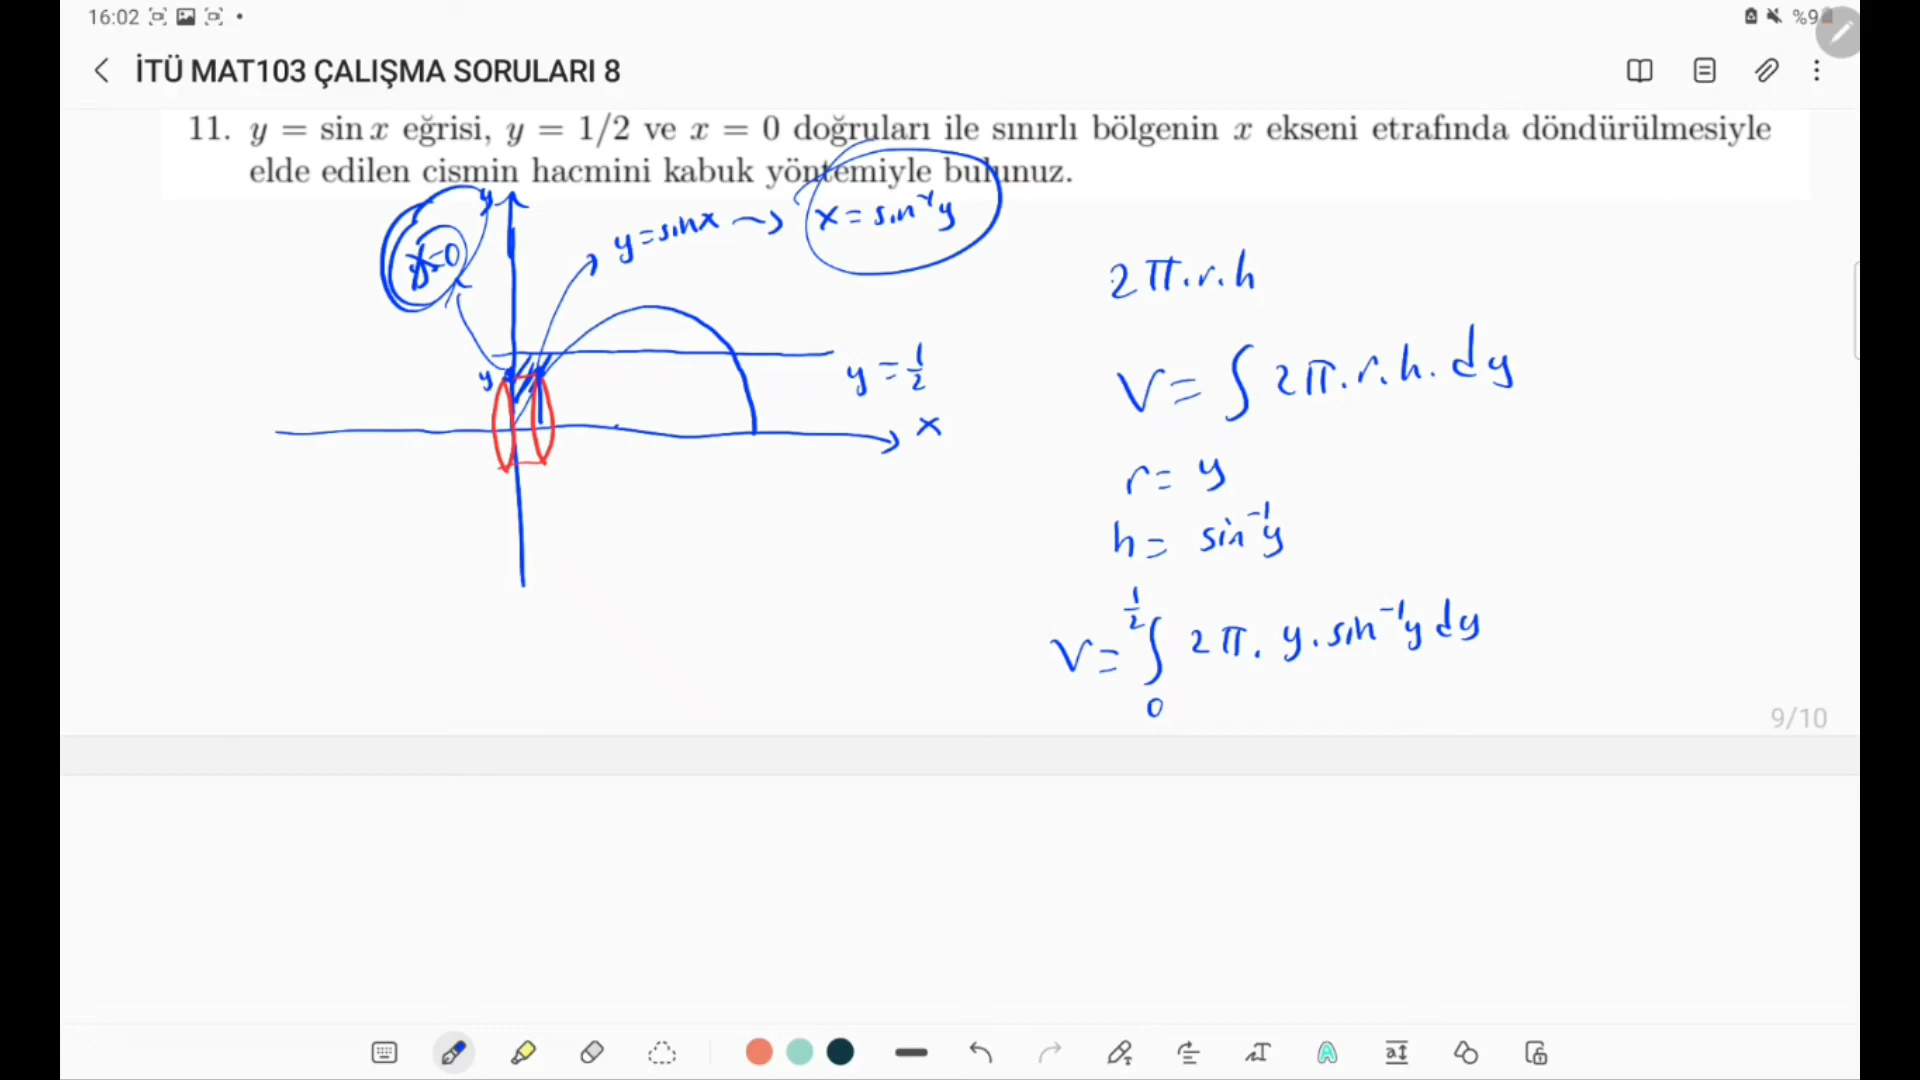 16:02
%9
İTÜ MAT103 ÇALIŞMA SORULARI 8
11. y = sin x eğrisi, y = 1/2 ve x = 0 doğruları ile sınırlı bölgenin x ekseni etrafında döndürülmesiyle
elde edilen cismin hacmini kabuk yöntemiyle bulunuz.
y
x=0
y=sinx → x = sin⁻¹y
y = 1/2
y
x
2π.r.h
V = ∫ 2π.r.h.dy
r = y
h = sin⁻¹y
V = ∫₀^{1/2} 2π. y. sin⁻¹y dy
9/10